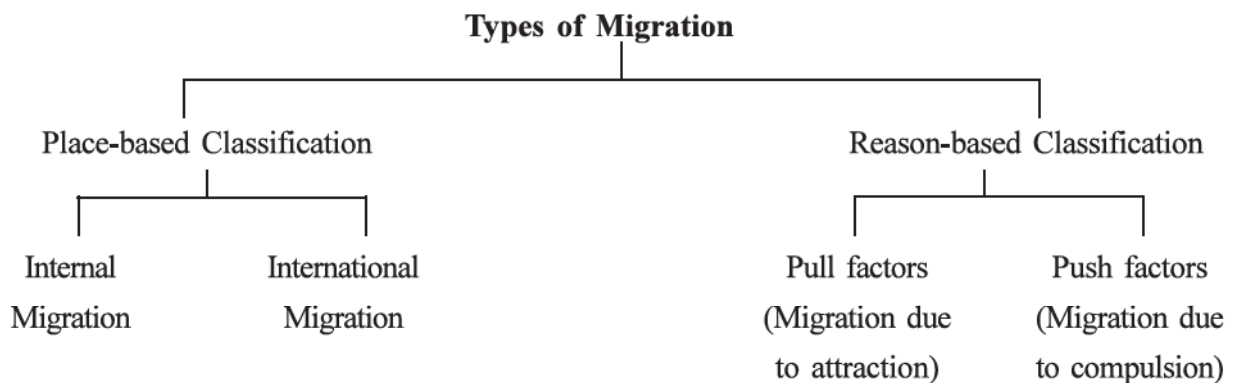 Types of Migration
Place-based Classification
Reason-based Classification
Internal
Migration
International
Migration
Pull factors
(Migration due
to attraction)
Push factors
(Migration due
to compulsion)